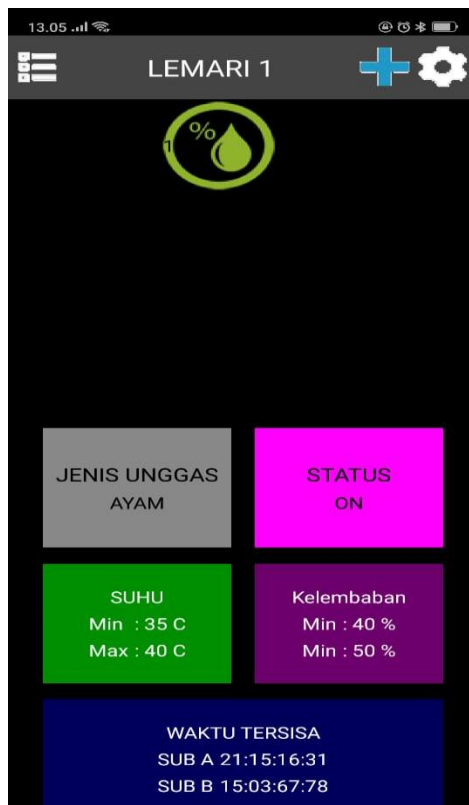 13.05
LEMARI 1
%
1
JENIS UNGGAS
AYAM
STATUS
ON
SUHU
Min : 35 C
Max : 40 C
Kelembaban
Min : 40 %
Min : 50 %
WAKTU TERSISA
SUB A 21:15:16:31
SUB B 15:03:67:78